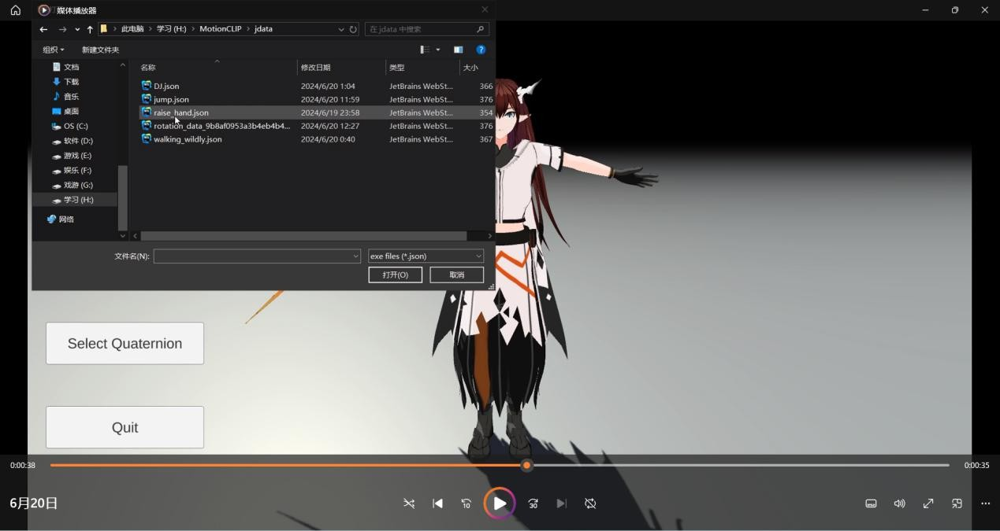 媒体播放器
此电脑 学习 (H:) MotionCLIP jdata
在 jdata 中搜索
组织 新建文件夹
名称 修改日期 类型 大小
文档
下载
音乐
桌面
OS (C:)
软件 (D:)
游戏 (E:)
娱乐 (F:)
戏游 (G:)
学习 (H:)
网络
DJ.json 2024/6/20 1:04 JetBrains WebSt... 366
jump.json 2024/6/20 11:59 JetBrains WebSt... 376
raise_hand.json 2024/6/19 23:58 JetBrains WebSt... 354
rotation_data_9b8af0953a3b4eb4b4... 2024/6/20 12:27 JetBrains WebSt... 376
walking_wildly.json 2024/6/20 0:40 JetBrains WebSt... 367
文件名(N): exe files (*.json)
打开(O) 取消
Select Quaternion
Quit
0:00:38 0:00:35
6月20日
10 30